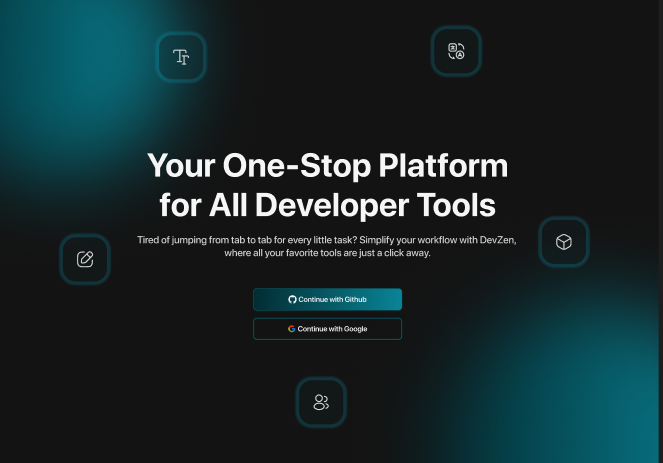 Your One-Stop Platform
for All Developer Tools
Tired of jumping from tab to tab for every little task? Simplify your workflow with DevZen,
where all your favorite tools are just a click away.
Continue with Github
Continue with Google